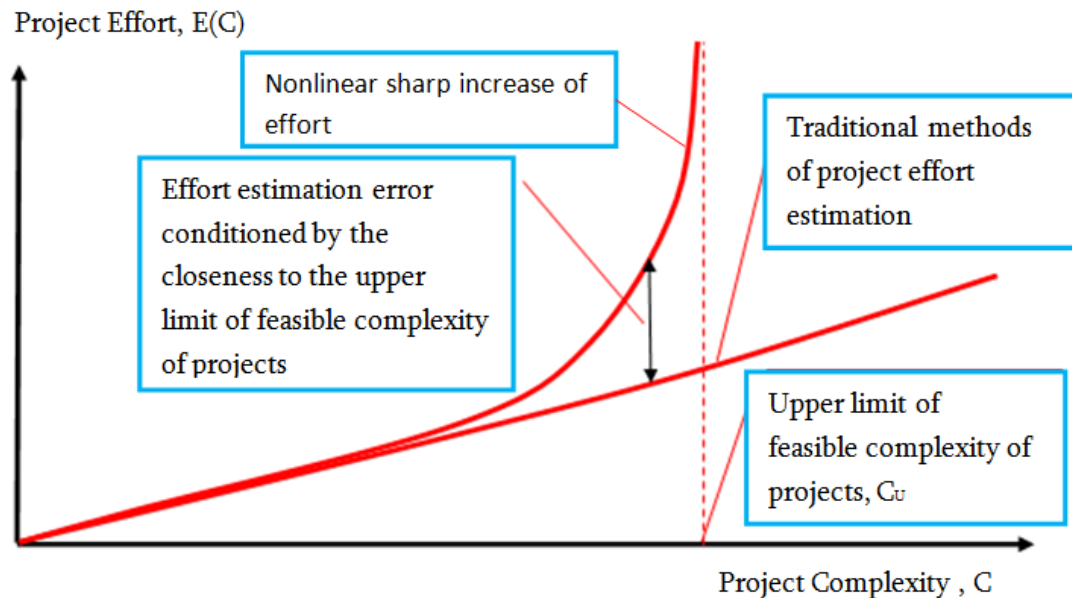 Project Effort, E(C)
Nonlinear sharp increase of
effort
Traditional methods
of project effort
estimation
Effort estimation error
conditioned by the
closeness to the upper
limit of feasible complexity
of projects
Upper limit of
feasible complexity of
projects, CU
Project Complexity , C